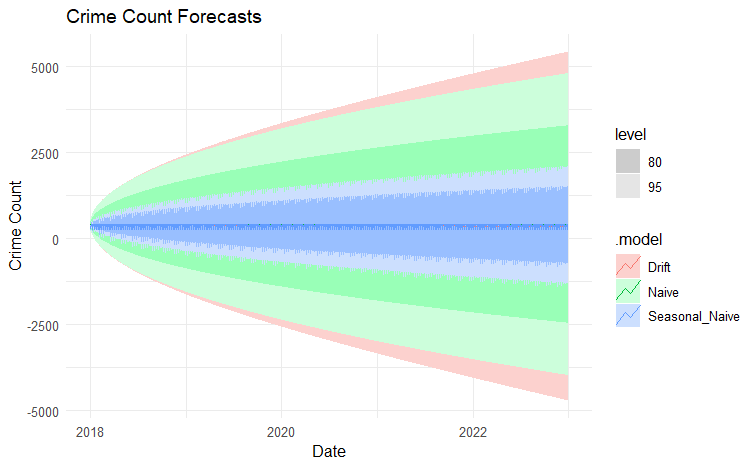 Crime Count Forecasts
Crime Count
5000
2500
0
-2500
-5000
2018
2020
2022
Date
level
80
95
.model
Drift
Naive
Seasonal_Naive